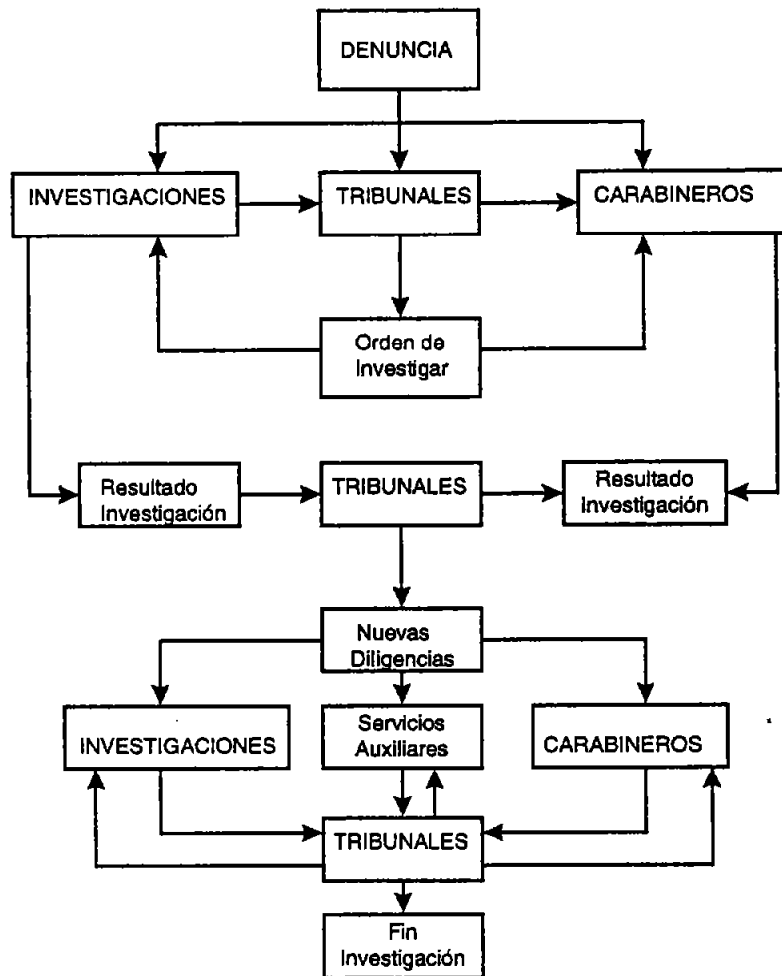 DENUNCIA
INVESTIGACIONES
TRIBUNALES
CARABINEROS
Orden de
Investigar
Resultado
Investigación
TRIBUNALES
Resultado
Investigación
Nuevas
Diligencias
INVESTIGACIONES
Servicios
Auxiliares
CARABINEROS
TRIBUNALES
Fin
Investigación